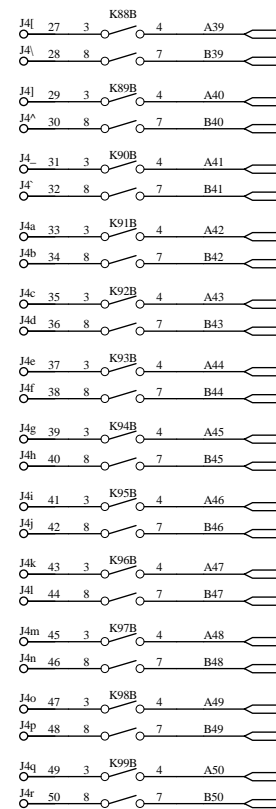 K88B
J4[ 27 3 4 A39
J4\ 28 8 7 B39
K89B
J4] 29 3 4 A40
J4^ 30 8 7 B40
K90B
J4_ 31 3 4 A41
J4` 32 8 7 B41
K91B
J4a 33 3 4 A42
J4b 34 8 7 B42
K92B
J4c 35 3 4 A43
J4d 36 8 7 B43
K93B
J4e 37 3 4 A44
J4f 38 8 7 B44
K94B
J4g 39 3 4 A45
J4h 40 8 7 B45
K95B
J4i 41 3 4 A46
J4j 42 8 7 B46
K96B
J4k 43 3 4 A47
J4l 44 8 7 B47
K97B
J4m 45 3 4 A48
J4n 46 8 7 B48
K98B
J4o 47 3 4 A49
J4p 48 8 7 B49
K99B
J4q 49 3 4 A50
J4r 50 8 7 B50